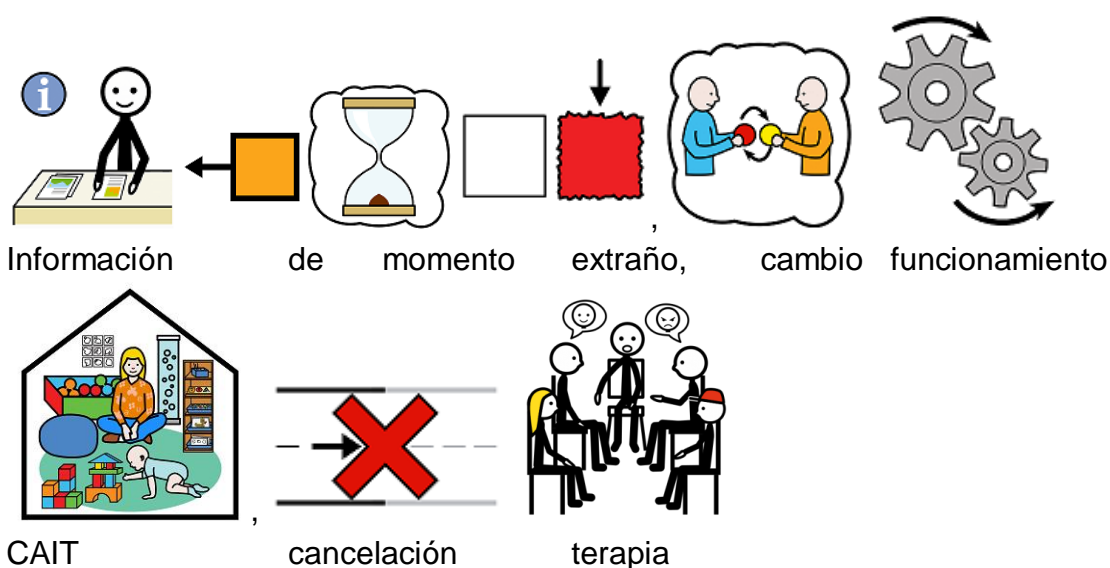 Información de momento extraño, cambio funcionamiento
CAIT, cancelación terapia